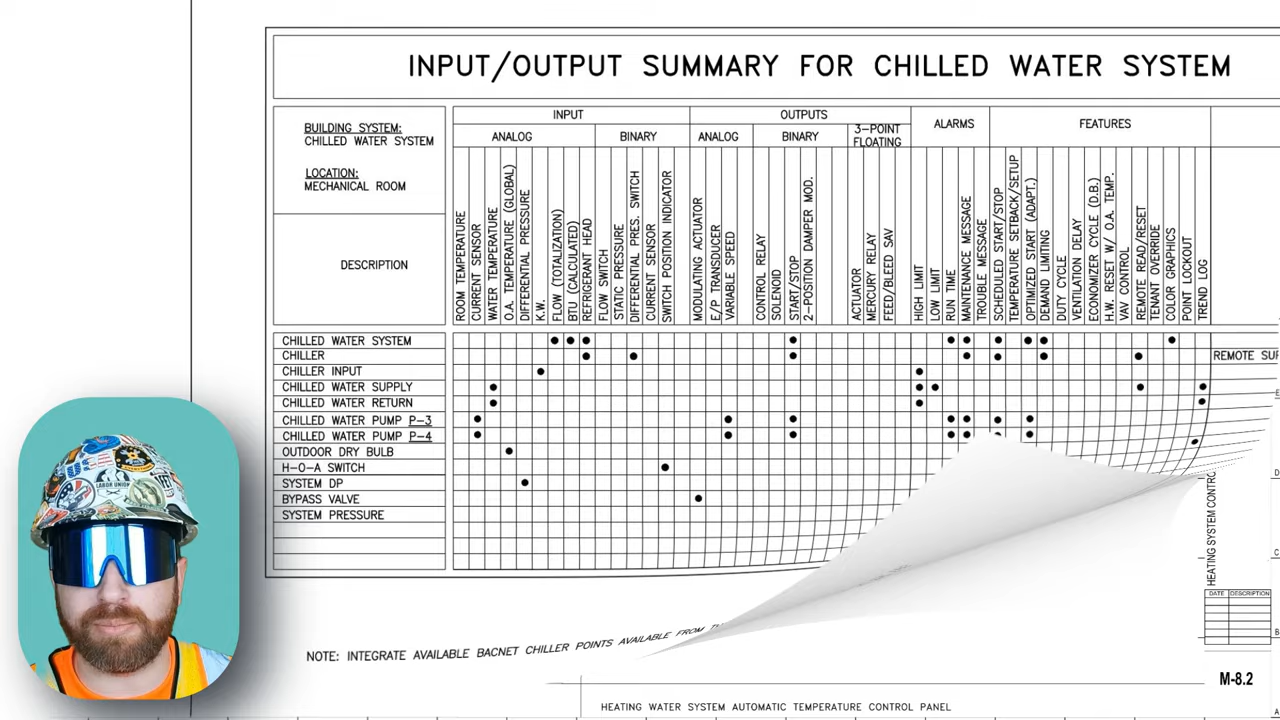 INPUT/OUTPUT SUMMARY FOR CHILLED WATER SYSTEM
BUILDING SYSTEM:
CHILLED WATER SYSTEM
LOCATION:
MECHANICAL ROOM
DESCRIPTION
INPUT
OUTPUTS
ALARMS
FEATURES
ANALOG
BINARY
ANALOG
BINARY
3-POINT
FLOATING
ROOM TEMPERATURE
CURRENT SENSOR
WATER TEMPERATURE
O.A. TEMPERATURE (GLOBAL)
DIFFERENTIAL PRESSURE
K.W.
FLOW (TOTALIZATION)
BTU (CALCULATED)
REFRIGERANT HEAD
FLOW SWITCH
STATIC PRESSURE
DIFFERENTIAL PRES. SWITCH
CURRENT SENSOR
SWITCH POSITION INDICATOR
MODULATING ACTUATOR
E/P TRANSDUCER
VARIABLE SPEED
CONTROL RELAY
SOLENOID
START/STOP
2-POSITION DAMPER MOD.
ACTUATOR
MERCURY RELAY
FEED/BLEED SAV
HIGH LIMIT
LOW LIMIT
RUN TIME
MAINTENANCE MESSAGE
TROUBLE MESSAGE
SCHEDULED START/STOP
TEMPERATURE SETBACK/SETUP
OPTIMIZED START (ADAPT.)
DEMAND LIMITING
DUTY CYCLE
VENTILATION DELAY
ECONOMIZER CYCLE (D.B.)
H.W. RESET W/ O.A. TEMP.
VAV CONTROL
REMOTE READ/RESET
TENANT OVERRIDE
COLOR GRAPHICS
POINT LOCKOUT
TREND LOG
CHILLED WATER SYSTEM
CHILLER
REMOTE SUP
CHILLER INPUT
CHILLED WATER SUPPLY
CHILLED WATER RETURN
CHILLED WATER PUMP P-3
CHILLED WATER PUMP P-4
OUTDOOR DRY BULB
H-O-A SWITCH
SYSTEM DP
BYPASS VALVE
SYSTEM PRESSURE
NOTE: INTEGRATE AVAILABLE BACNET CHILLER POINTS AVAILABLE FROM
HEATING SYSTEM CONTRO
DATE DESCRIPTION
E
D
C
B
A
M-8.2
HEATING WATER SYSTEM AUTOMATIC TEMPERATURE CONTROL PANEL
LABOR UNION